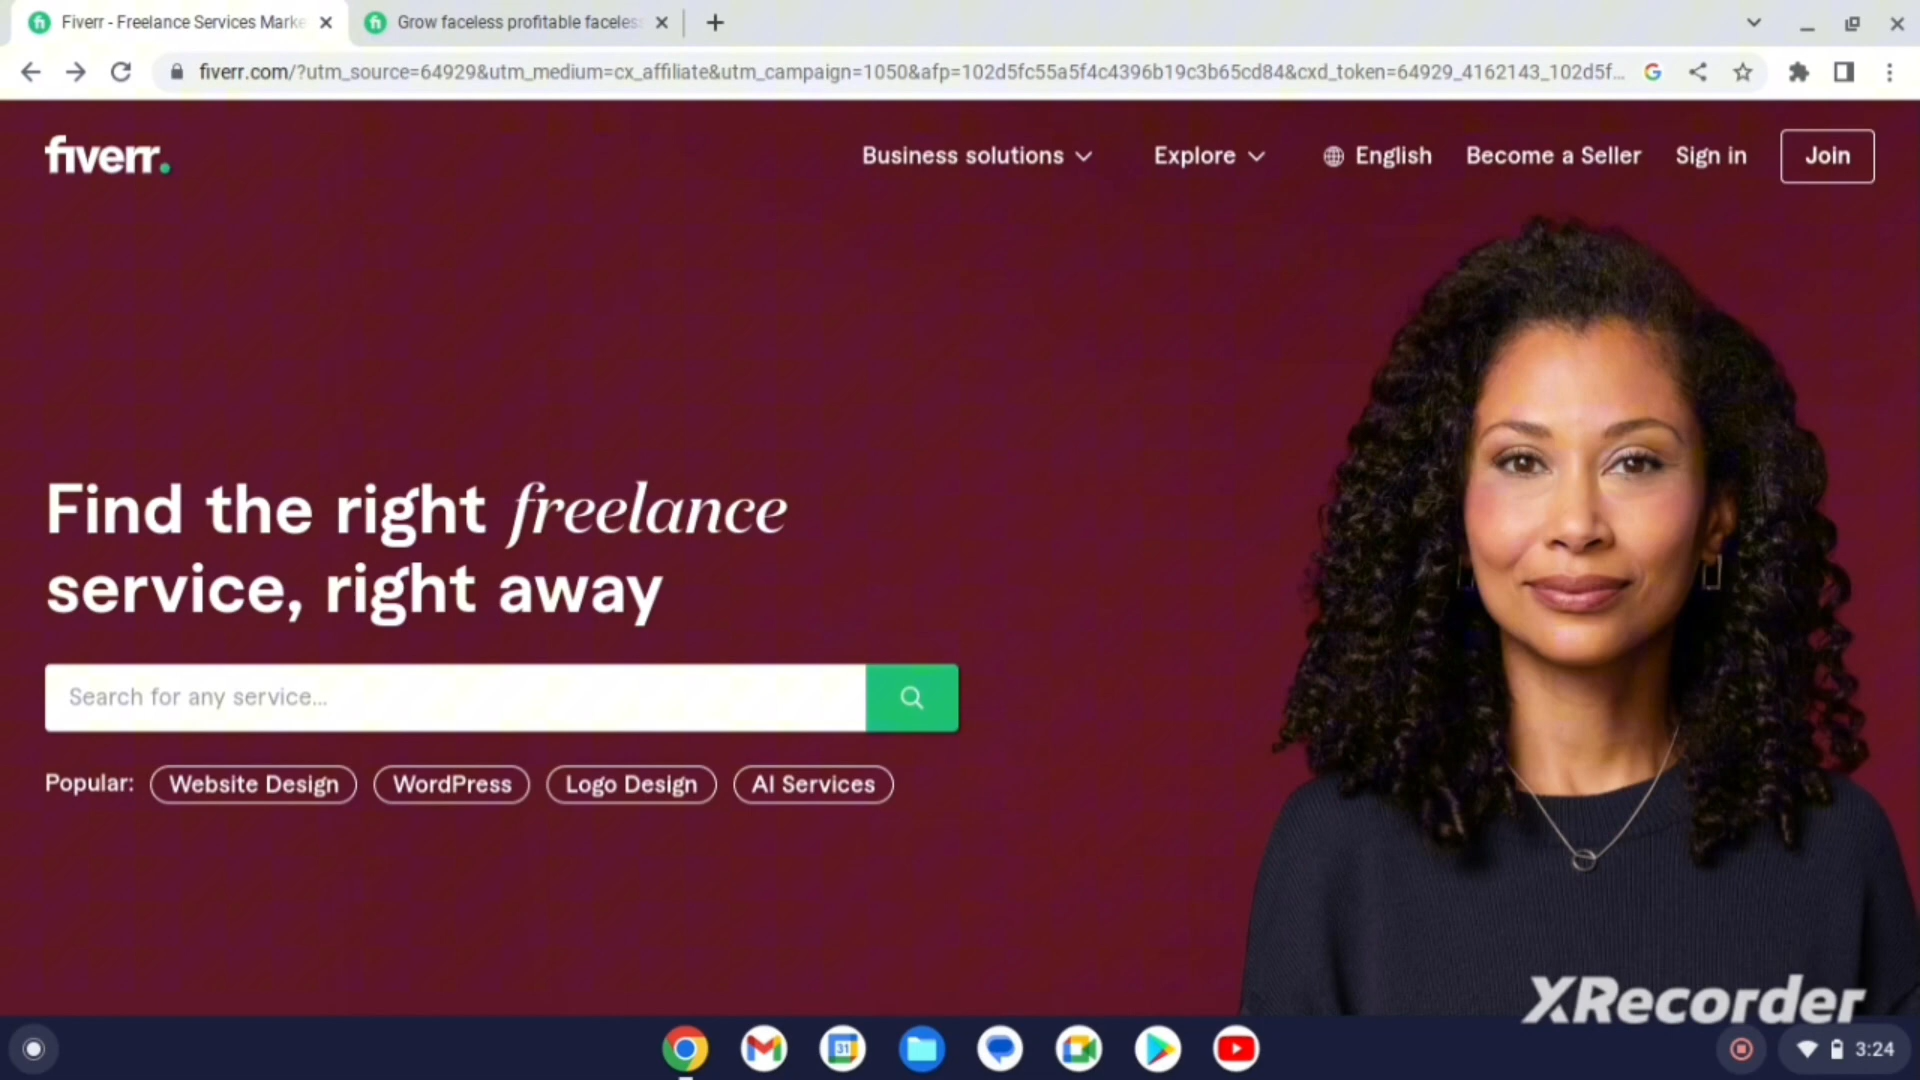 Fiverr - Freelance Services Marke
Grow faceless profitable faceles
fiverr.com/?utm_source=64929&utm_medium=cx_affiliate&utm_campaign=1050&afp=102d5fc55a5f4c4396b19c3b65cd84&cxd_token=64929_4162143_102d5f...
fiverr.
Business solutions
Explore
English
Become a Seller
Sign in
Join
Find the right freelance
service, right away
Search for any service...
Popular:
Website Design
WordPress
Logo Design
AI Services
XRecorder
31
3:24